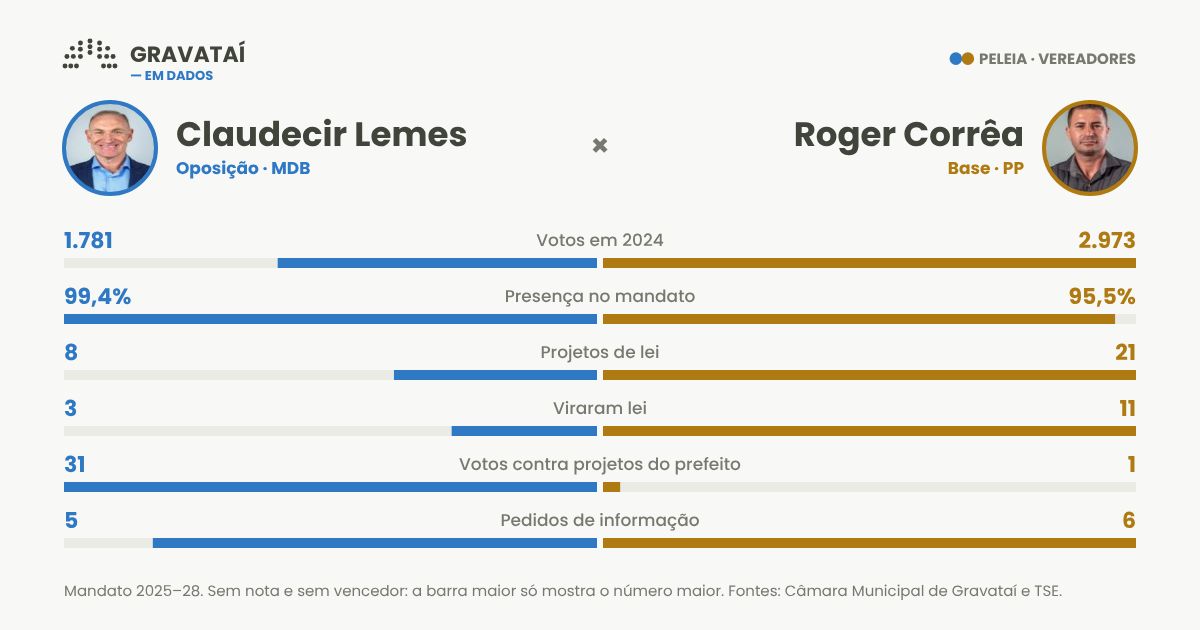 GRAVATAÍ
— EM DADOS
PELEIA · VEREADORES
Claudecir Lemes
Oposição · MDB
×
Roger Corrêa
Base · PP
1.781 Votos em 2024 2.973
99,4% Presença no mandato 95,5%
8 Projetos de lei 21
3 Viraram lei 11
31 Votos contra projetos do prefeito 1
5 Pedidos de informação 6
Mandato 2025–28. Sem nota e sem vencedor: a barra maior só mostra o número maior. Fontes: Câmara Municipal de Gravataí e TSE.